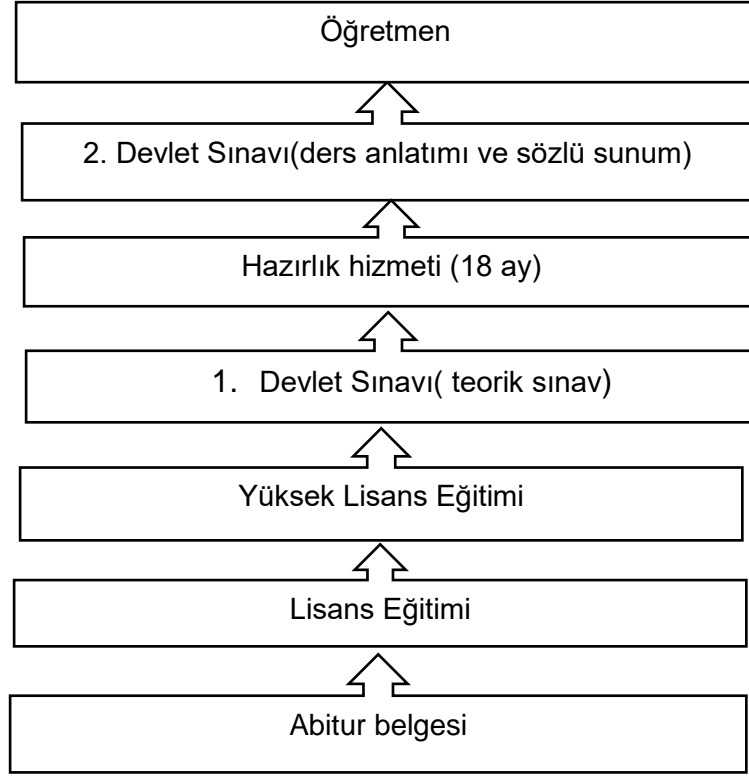 Öğretmen
2. Devlet Sınavı(ders anlatımı ve sözlü sunum)
Hazırlık hizmeti (18 ay)
1. Devlet Sınavı( teorik sınav)
Yüksek Lisans Eğitimi
Lisans Eğitimi
Abitur belgesi